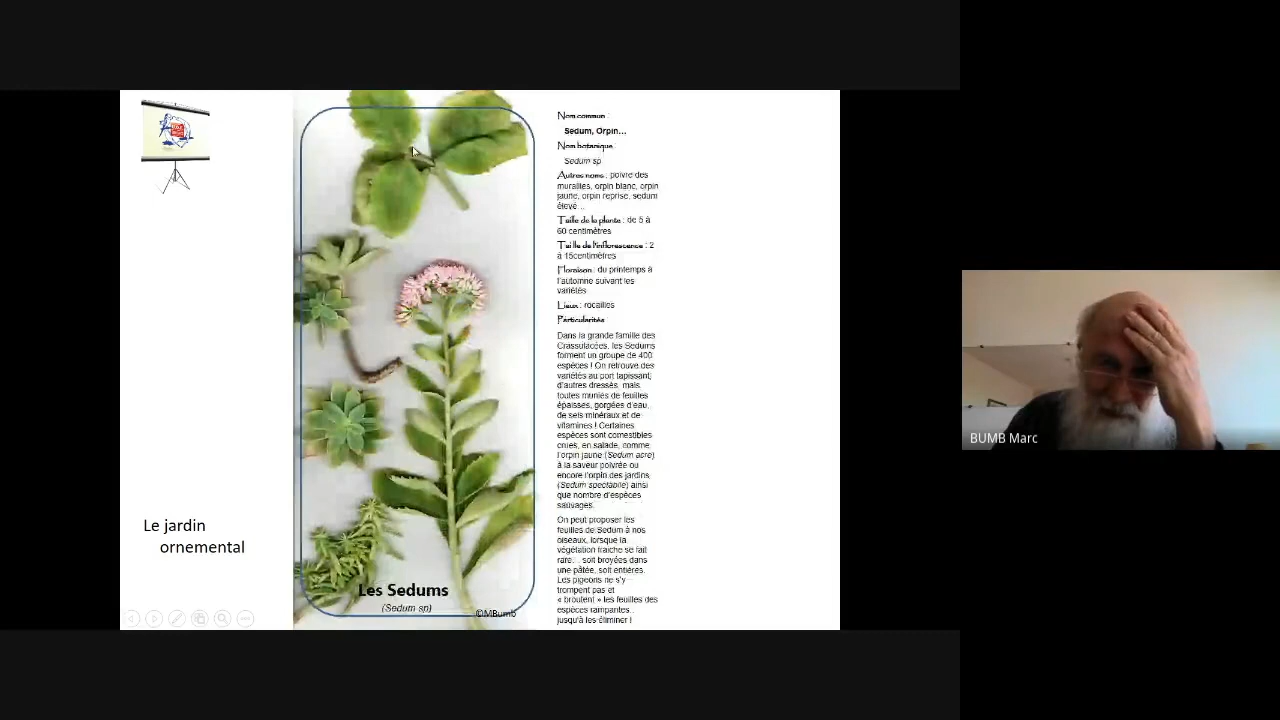 Le jardin
ornemental
Les Sedums
(Sedum sp)
©MBumb
Nom commun :
Sedum, Orpin...
Nom botanique
Sedum sp
Autres noms : poivre des
murailles, orpin blanc, orpin
jaune, orpin reprise, sedum
élevé...
Taille de la plante : de 5 à
60 centimètres
Taille de l'inflorescence : 2
à 15centimètres
Floraison : du printemps à
l'automne suivant les
variétés
Lieux : rocailles
Particularités
Dans la grande famille des
Crassulacées, les Sedums
forment un groupe de 400
espèces ! On retrouve des
variétés au port tapissant,
d'autres dressés, mais
toutes munies de feuilles
épaisses, gorgées d'eau,
de sels minéraux et de
vitamines ! Certaines
espèces sont comestibles
crues, en salade, comme
l'orpin jaune (Sedum acre)
à la saveur poivrée ou
encore l'orpin des jardins
(Sedum spectabile) ainsi
que nombre d'espèces
sauvages.
On peut proposer les
feuilles de Sedum à nos
oiseaux, lorsque la
végétation fraiche se fait
rare... soit broyées dans
une pâtée, soit entières.
Les pigeons ne s'y
trompent pas et
« broutent » les feuilles des
espèces rampantes...
jusqu'à les éliminer !
BUMB Marc